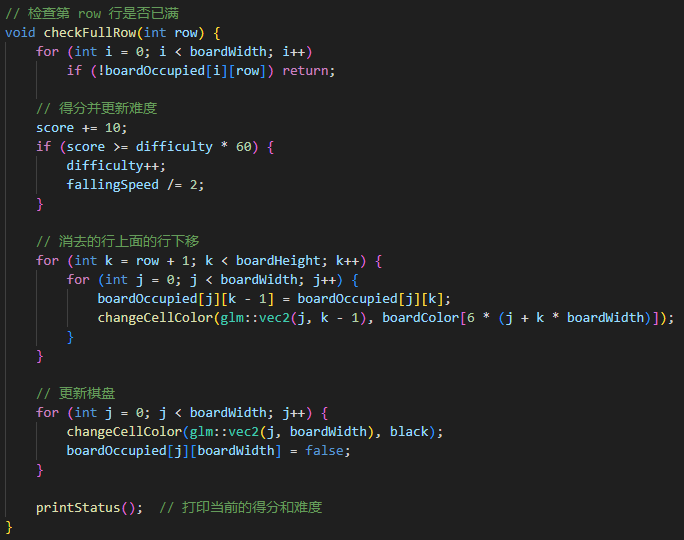 // 检查第 row 行是否已满
void checkFullRow(int row) {
    for (int i = 0; i < boardWidth; i++)
        if (!boardOccupied[i][row]) return;

    // 得分并更新难度
    score += 10;
    if (score >= difficulty * 60) {
        difficulty++;
        fallingSpeed /= 2;
    }

    // 消去的行上面的行下移
    for (int k = row + 1; k < boardHeight; k++) {
        for (int j = 0; j < boardWidth; j++) {
            boardOccupied[j][k - 1] = boardOccupied[j][k];
            changeCellColor(glm::vec2(j, k - 1), boardColor[6 * (j + k * boardWidth)]);
        }
    }

    // 更新棋盘
    for (int j = 0; j < boardWidth; j++) {
        changeCellColor(glm::vec2(j, boardWidth), black);
        boardOccupied[j][boardWidth] = false;
    }

    printStatus();  // 打印当前的得分和难度
}